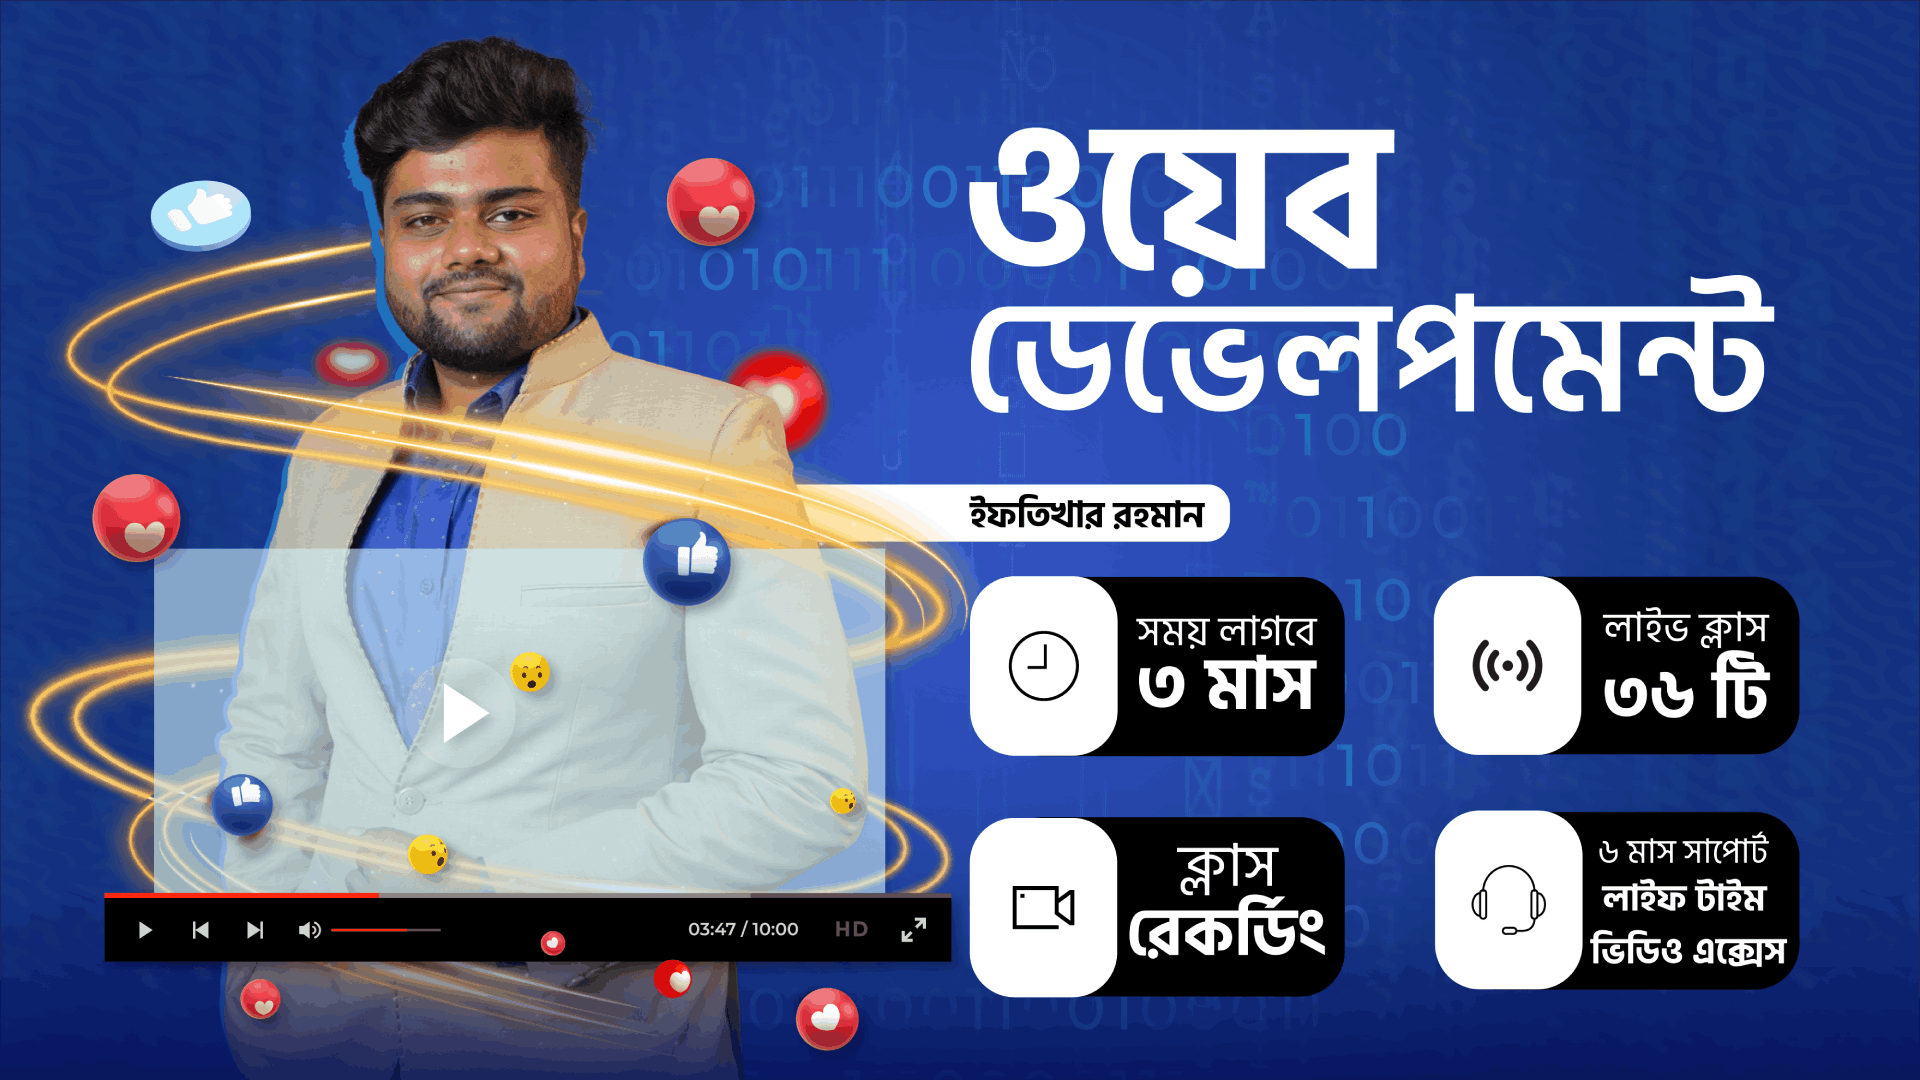 ওয়েব
ডেভেলপমেন্ট
ইফতিখার রহমান
সময় লাগবে
৩ মাস
লাইভ ক্লাস
৩৬ টি
ক্লাস
রেকর্ডিং
৬ মাস সাপোর্ট
লাইফ টাইম
ভিডিও এক্সেস
03:47 / 10:00 HD